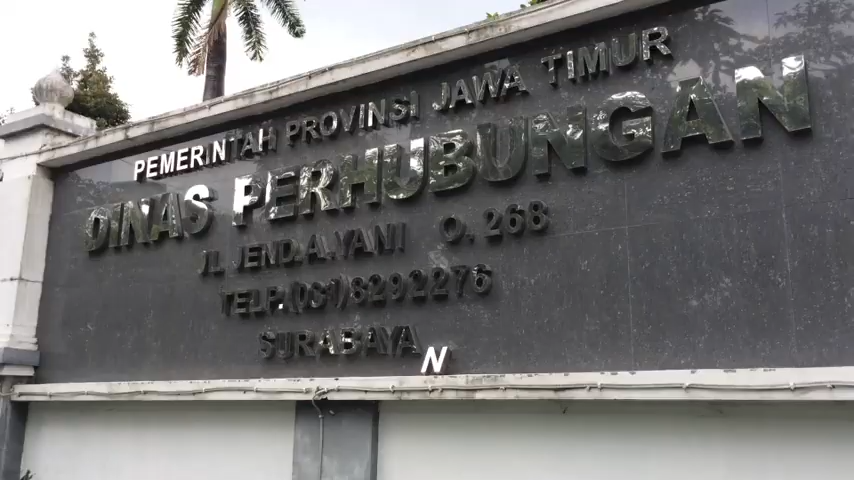 PEMERINTAH PROVINSI JAWA TIMUR
DINAS PERHUBUNGAN
JL. JEND. A. YANI O. 268
TELP. (031) 8292276
SURABAYA
N